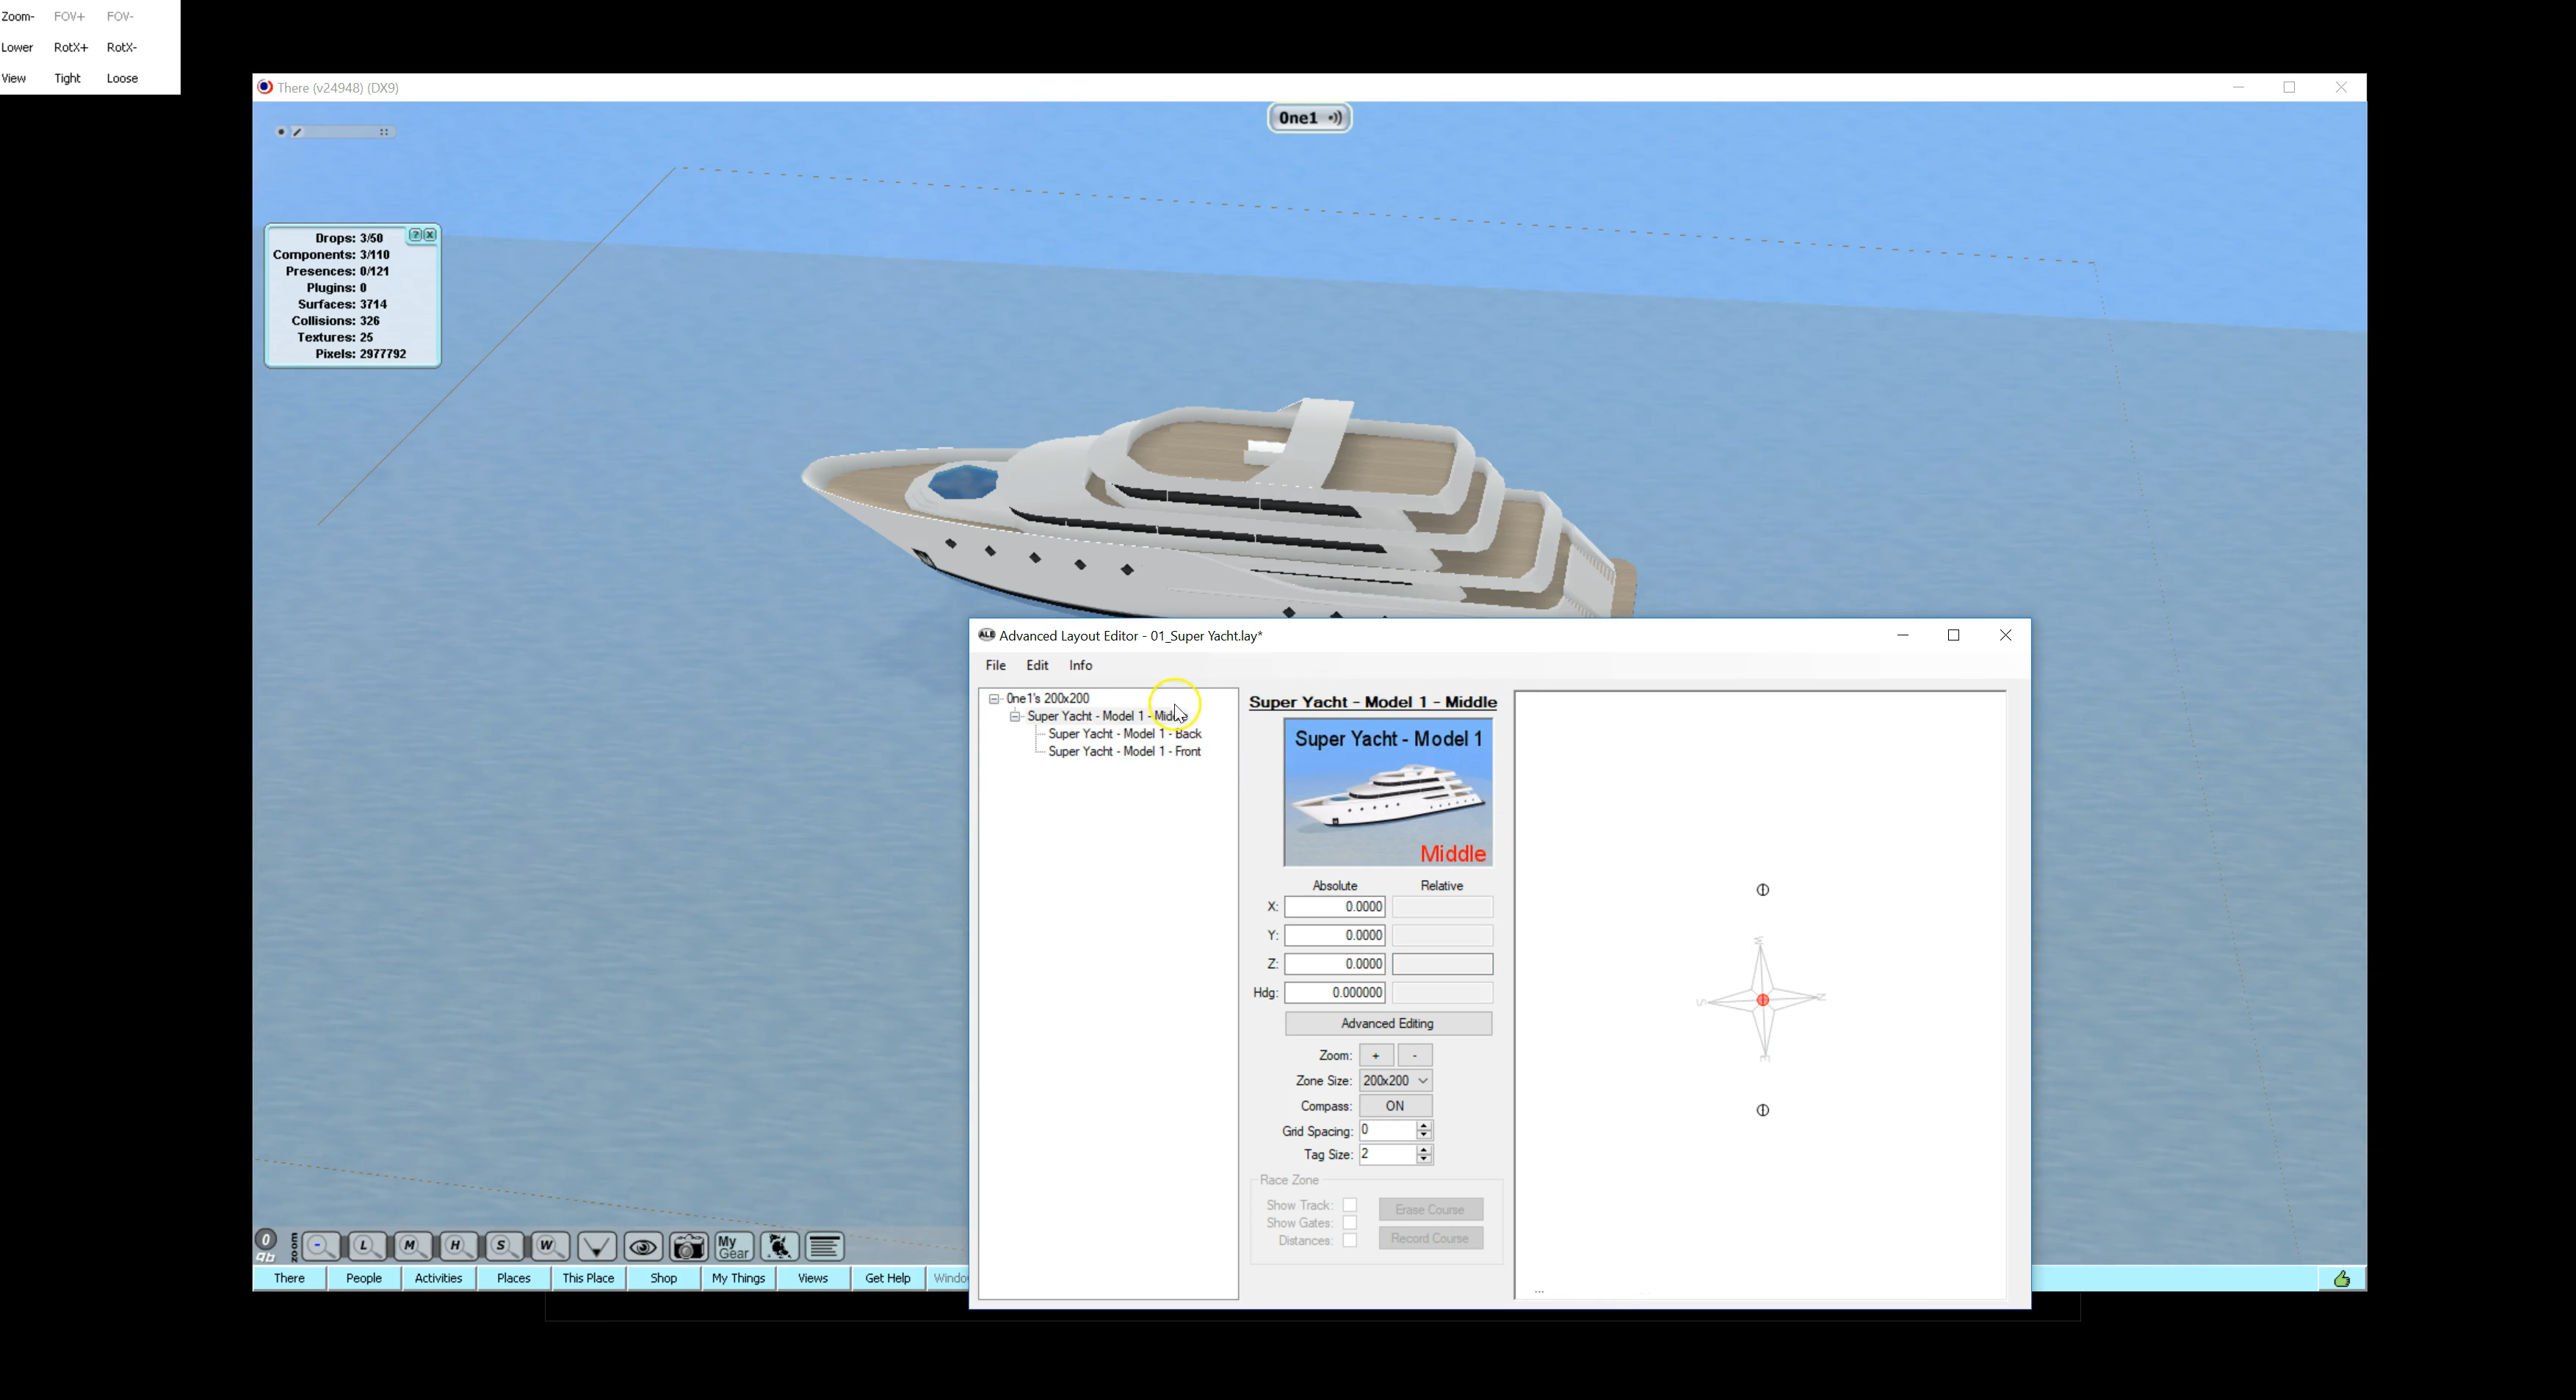 Zoom- FOV+ FOV-
Lower RotX+ RotX-
View Tight Loose
There (v24948) (DX9)
0ne1
Drops: 3/50
Components: 3/110
Presences: 0/121
Plugins: 0
Surfaces: 3714
Collisions: 326
Textures: 25
Pixels: 2977792
Advanced Layout Editor - 01_Super Yacht.lay*
File Edit Info
0ne1's 200x200
Super Yacht - Model 1 - Middle
Super Yacht - Model 1 - Back
Super Yacht - Model 1 - Front
Super Yacht - Model 1 - Middle
Super Yacht - Model 1
Middle
Absolute Relative
X: 0.0000
Y: 0.0000
Z: 0.0000
Hdg: 0.000000
Advanced Editing
Zoom: + -
Zone Size: 200x200
Compass: ON
Grid Spacing: 0
Tag Size: 2
Race Zone
Show Track: Erase Course
Show Gates:
Distances: Record Course
W
S N
E
...
0
zoom - L M H S W My Gear
There People Activities Places This Place Shop My Things Views Get Help